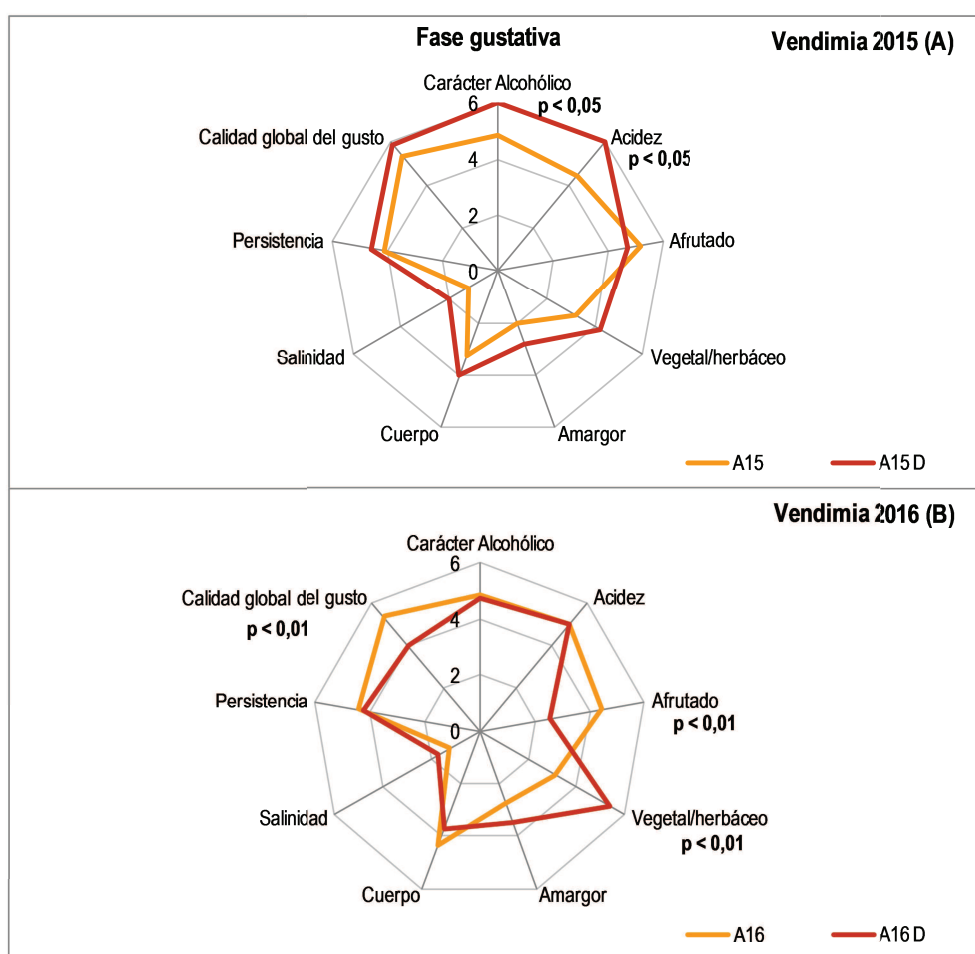 Fase gustativa
Vendimia 2015 (A)
Carácter Alcohólico
6
p < 0,05
Calidad global del gusto
Acidez
p < 0,05
4
Persistencia
2
Afrutado
0
Salinidad
Vegetal/herbáceo
Cuerpo
Amargor
A15
A15 D
Vendimia 2016 (B)
Carácter Alcohólico
6
Calidad global del gusto
p < 0,01
Acidez
4
Persistencia
2
Afrutado
p < 0,01
0
Salinidad
Vegetal/herbáceo
p < 0,01
Cuerpo
Amargor
A16
A16 D